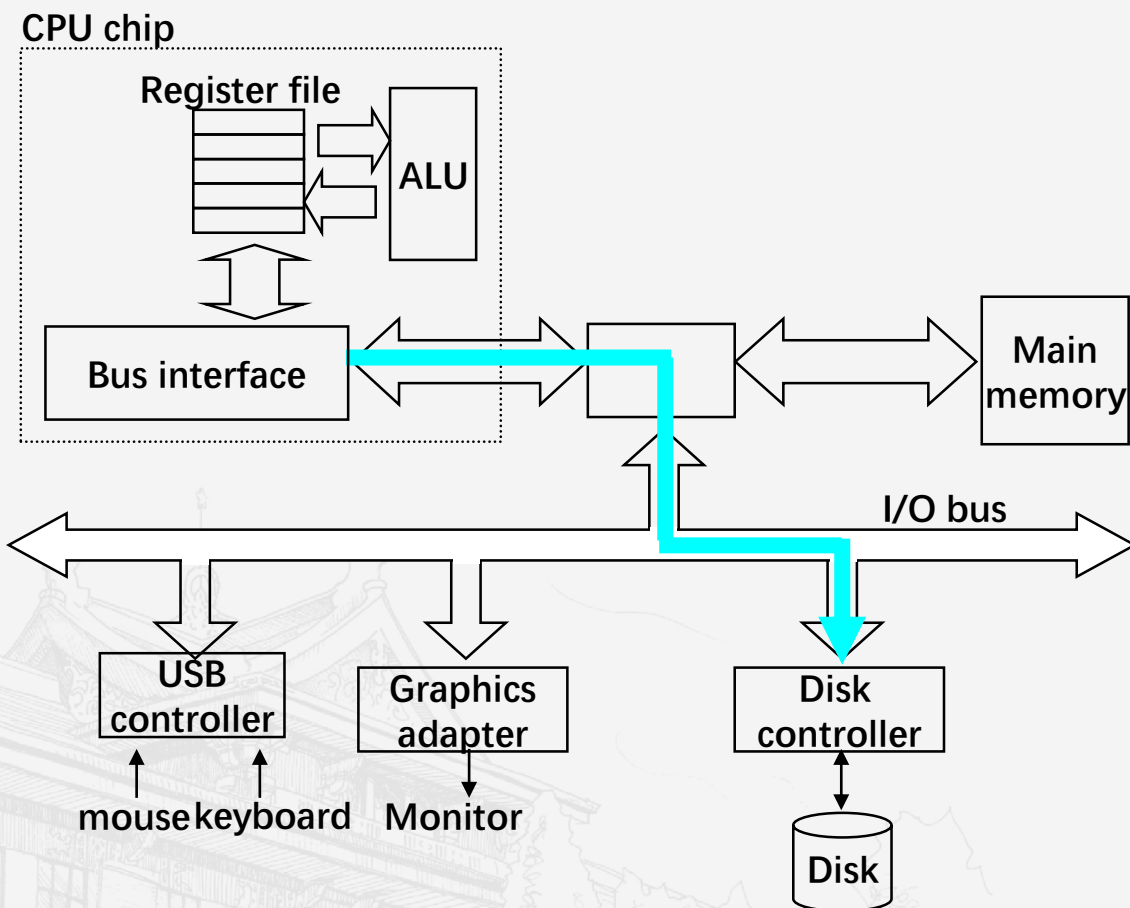 CPU chip
Register file
ALU
Bus interface
Main
memory
I/O bus
USB
controller
Graphics
adapter
Disk
controller
mouse keyboard
Monitor
Disk